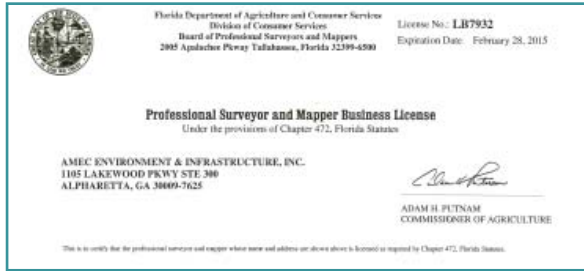 Florida Department of Agriculture and Consumer Services
Division of Consumer Services
Board of Professional Surveyors and Mappers
2005 Apalachee Pkway Tallahassee, Florida 32399-6500
License No.: LB7932
Expiration Date: February 28, 2015
Professional Surveyor and Mapper Business License
Under the provisions of Chapter 472, Florida Statutes
AMEC ENVIRONMENT & INFRASTRUCTURE, INC.
1105 LAKEWOOD PKWY STE 300
ALPHARETTA, GA 30009-7625
ADAM H. PUTNAM
COMMISSIONER OF AGRICULTURE
This is to certify that the professional surveyor and mapper whose name and address are shown above is licensed as required by Chapter 472, Florida Statutes.